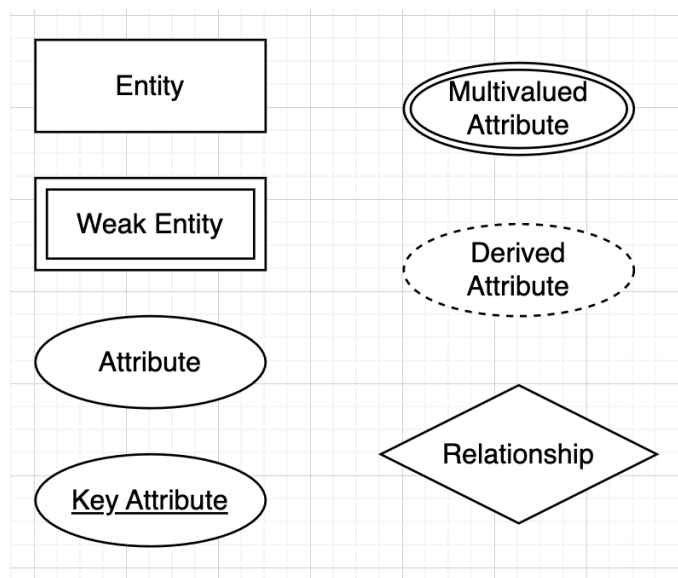 Entity
Weak Entity
Attribute
Key Attribute
Multivalued
Attribute
Derived
Attribute
Relationship